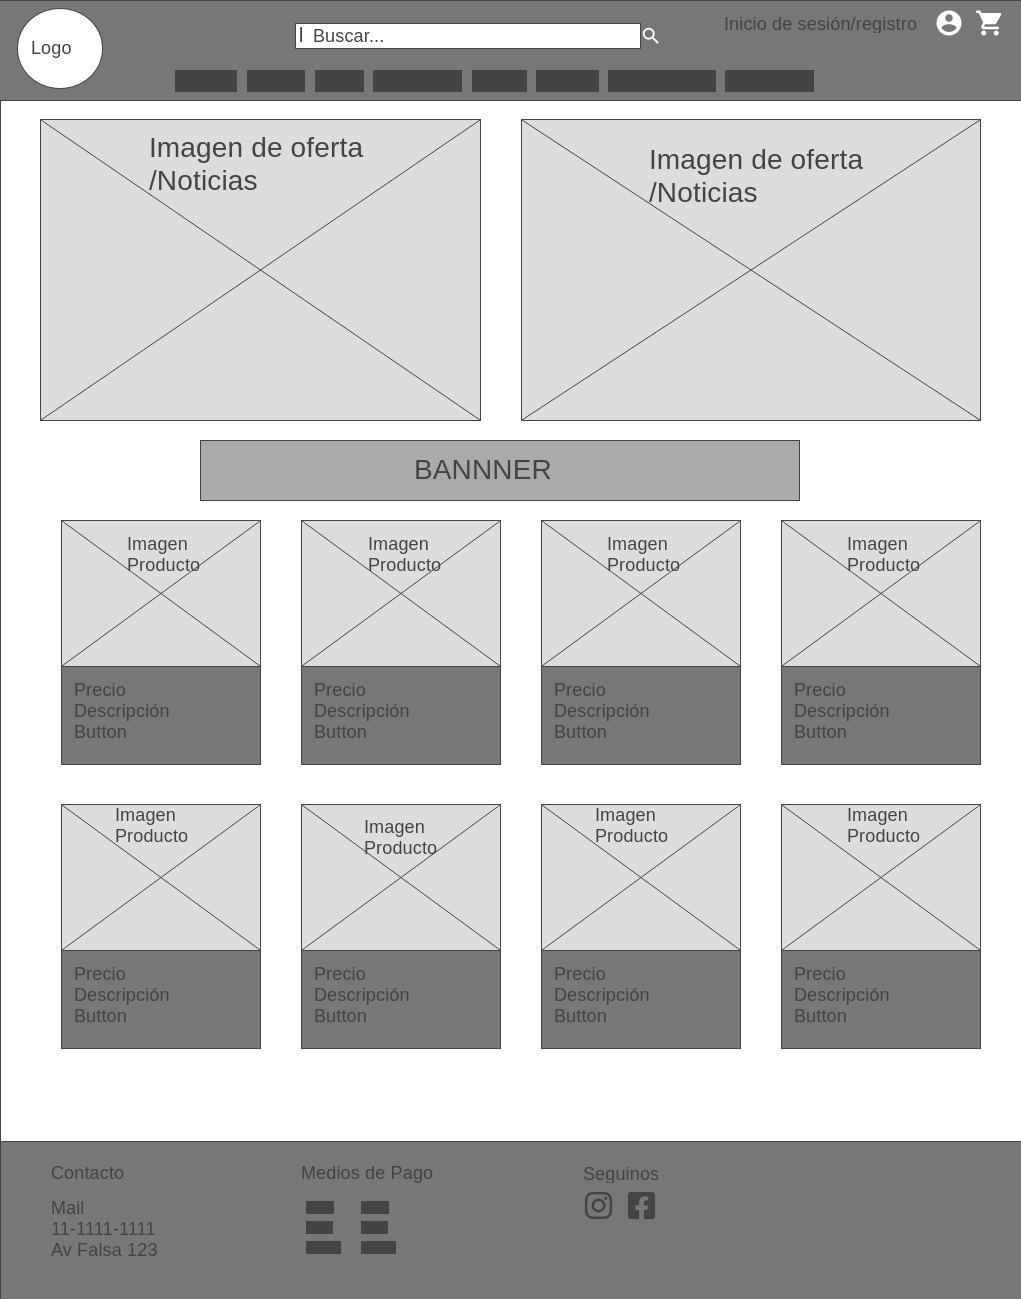 Logo
Buscar...
Inicio de sesión/registro
Imagen de oferta
/Noticias
Imagen de oferta
/Noticias
BANNNER
Imagen
Producto
Imagen
Producto
Imagen
Producto
Imagen
Producto
Precio
Descripción
Button
Precio
Descripción
Button
Precio
Descripción
Button
Precio
Descripción
Button
Imagen
Producto
Imagen
Producto
Imagen
Producto
Imagen
Producto
Precio
Descripción
Button
Precio
Descripción
Button
Precio
Descripción
Button
Precio
Descripción
Button
Contacto
Mail
11-1111-1111
Av Falsa 123
Medios de Pago
Seguinos